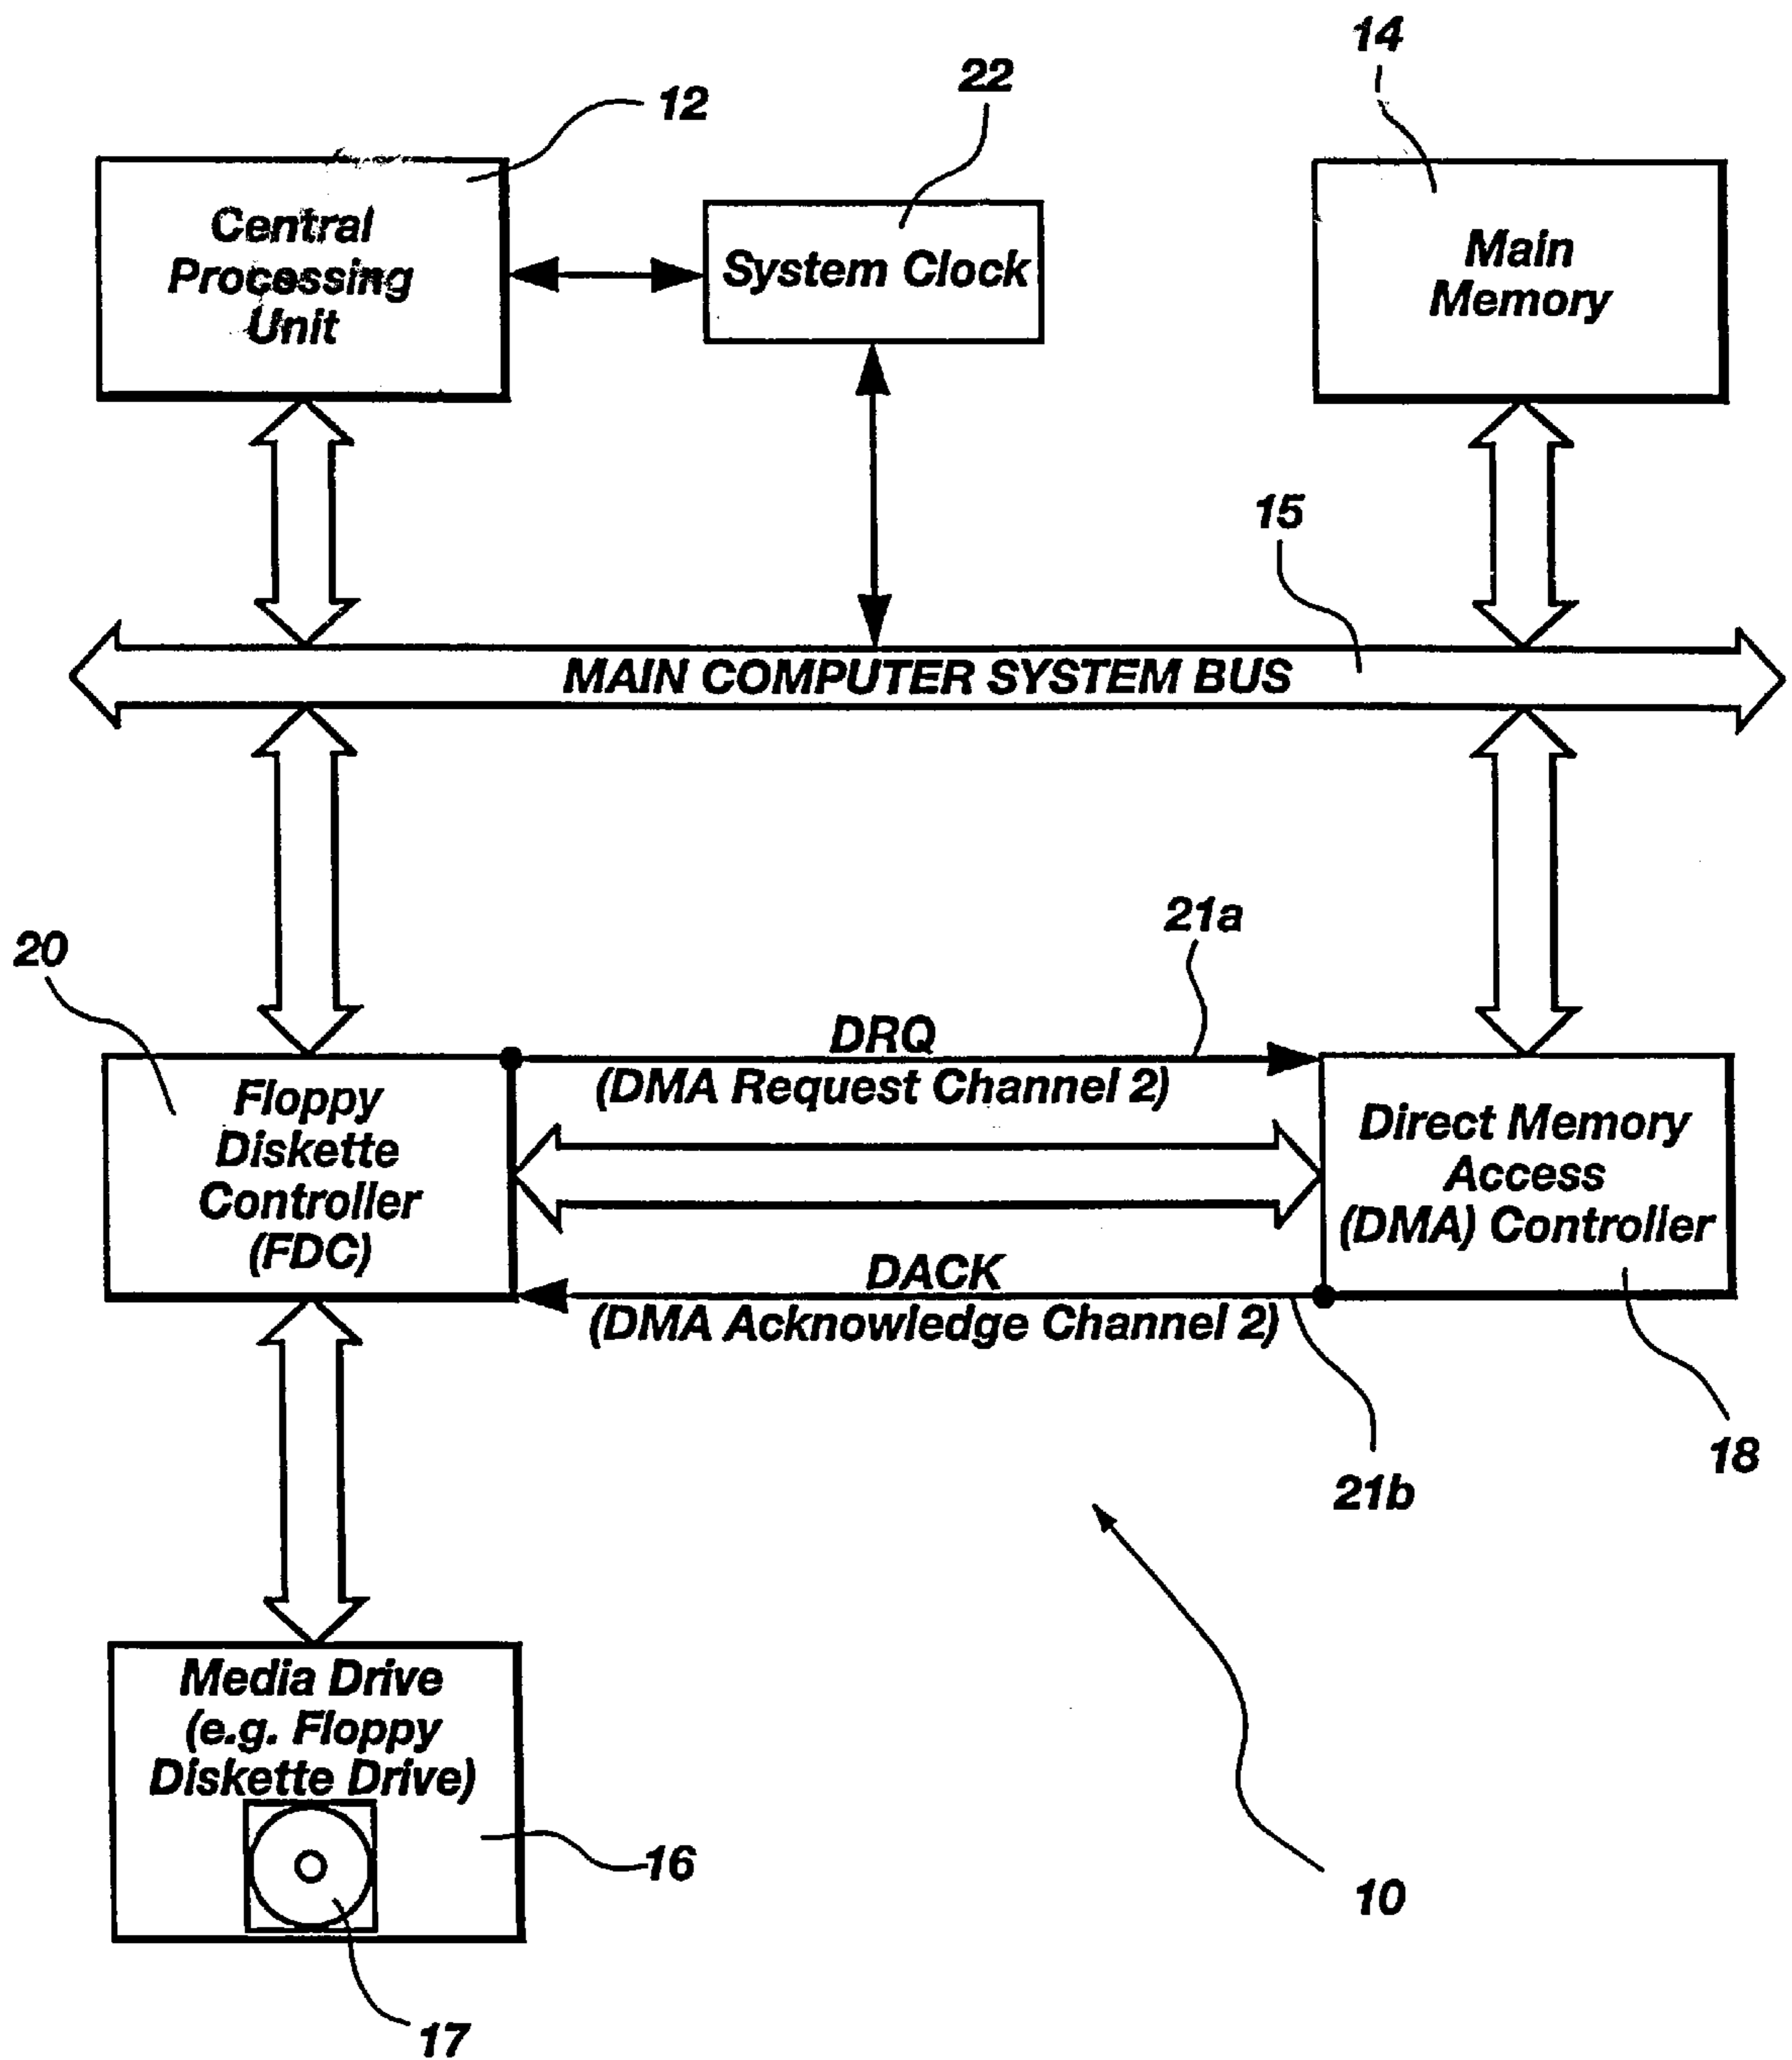 14
22
12
Central
Processing
Unit
System Clock
Main
Memory
15
MAIN COMPUTER SYSTEM BUS
21a
20
DRQ
(DMA Request Channel 2)
Floppy
Diskette
Controller
(FDC)
Direct Memory
Access
(DMA) Controller
DACK
(DMA Acknowledge Channel 2)
18
21b
Media Drive
(e.g. Floppy
Diskette Drive)
16
10
17